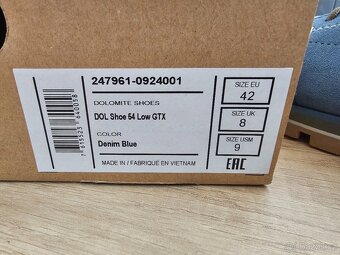 247961-0924001
DOLOMITE SHOES
DOL Shoe 54 Low GTX
COLOR
Denim Blue
MADE IN / FABRIQUÉ EN VIETNAM
SIZE EU
42
SIZE UK
8
SIZE USM
9
EAC